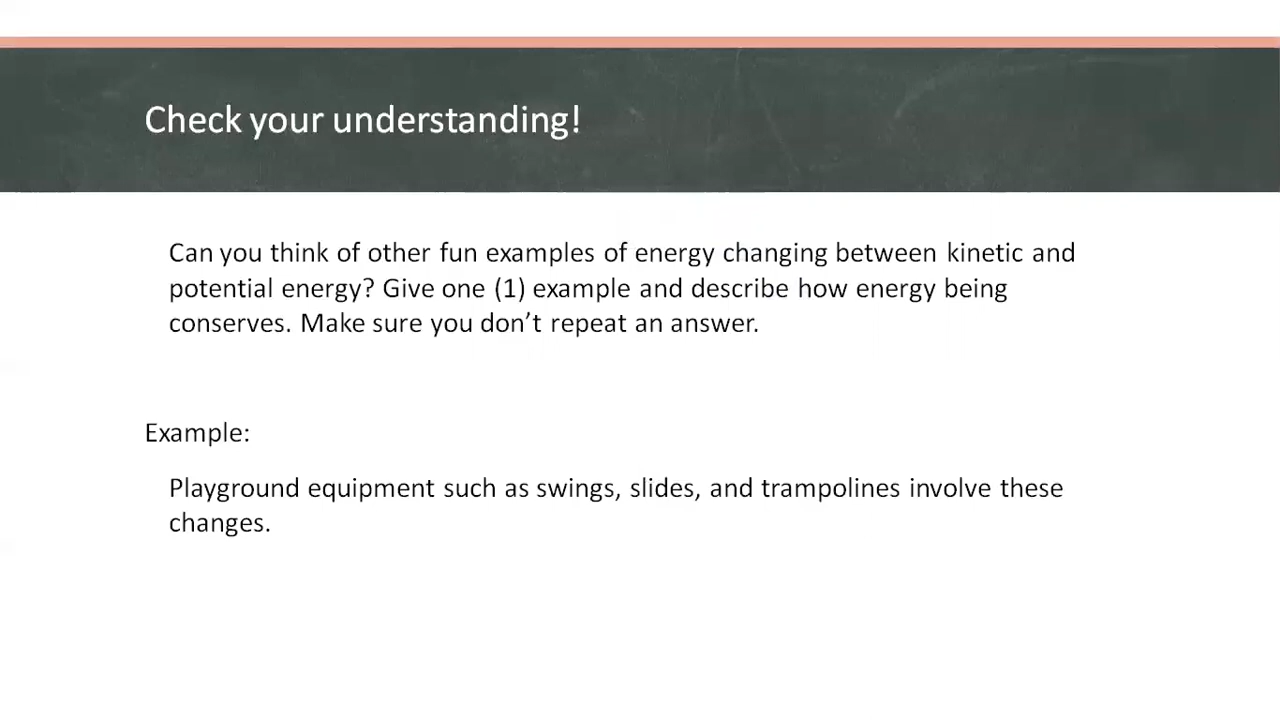 Check your understanding!
Can you think of other fun examples of energy changing between kinetic and
potential energy? Give one (1) example and describe how energy being
conserves. Make sure you don’t repeat an answer.
Example:
Playground equipment such as swings, slides, and trampolines involve these
changes.